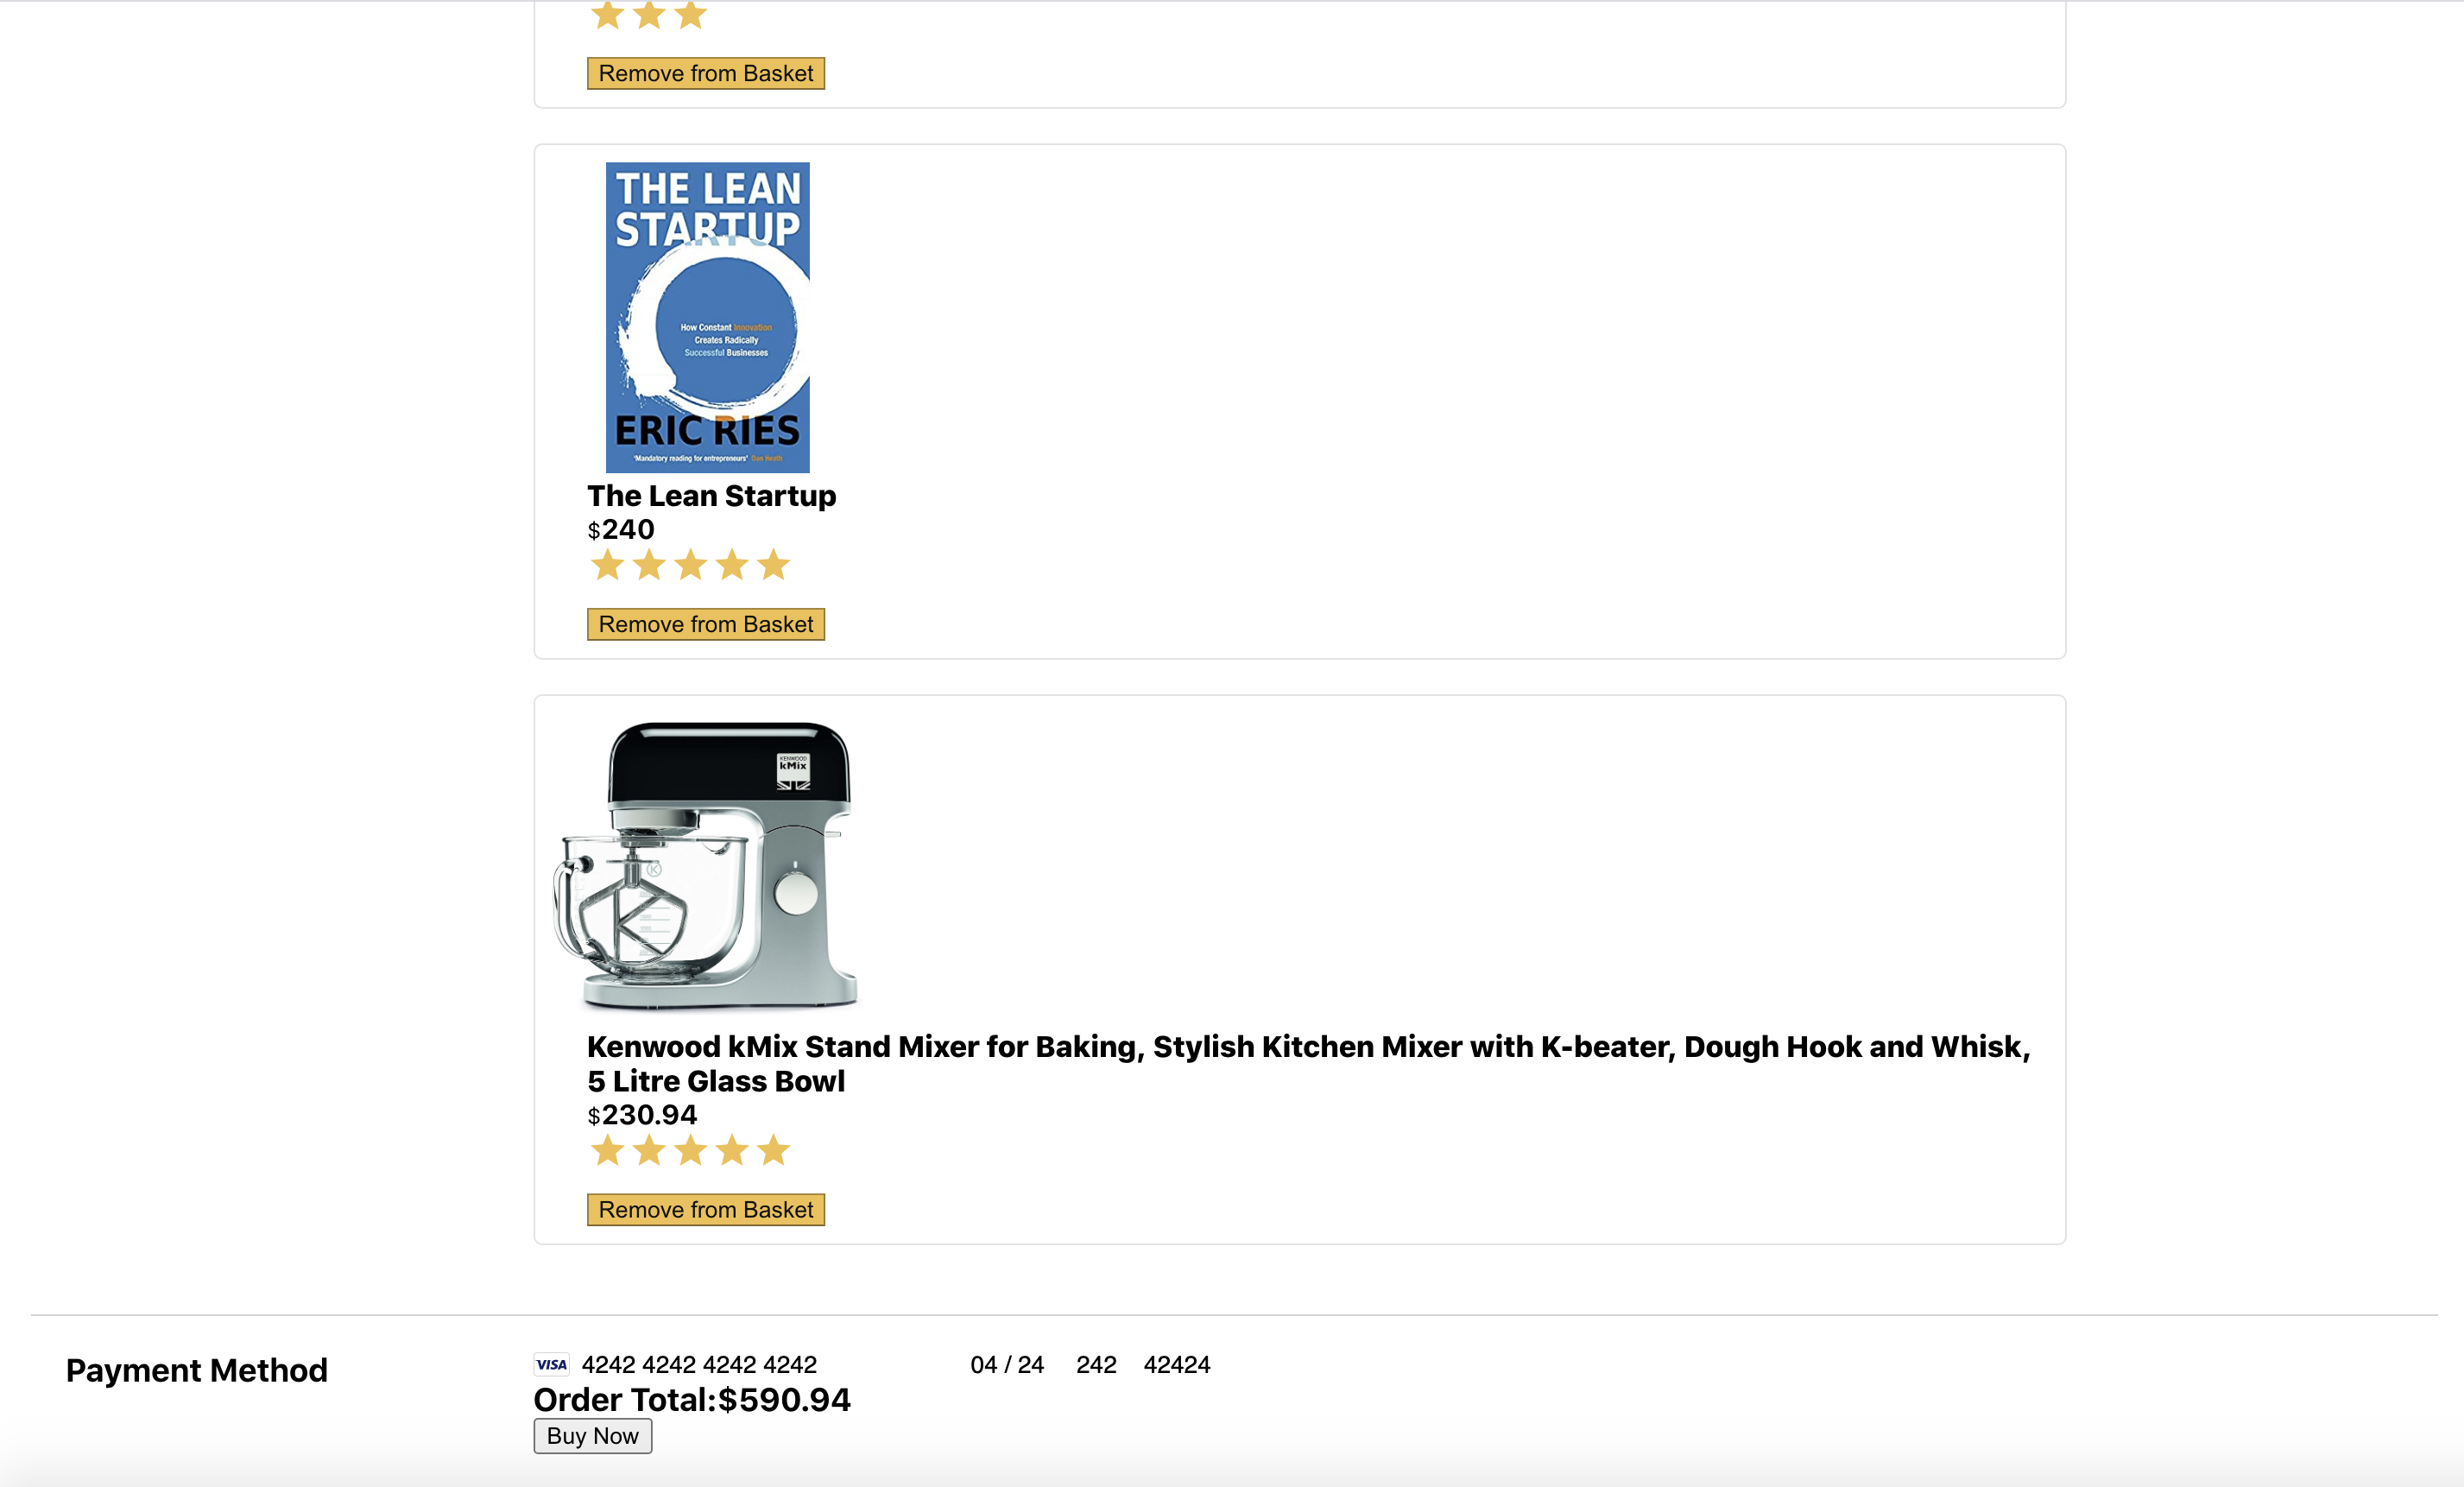 Remove from Basket
THE LEAN
STARTUP
How Constant Innovation
Creates Radically
Successful Businesses
ERIC RIES
'Mandatory reading for entrepreneurs' Dan Heath
The Lean Startup
$240
Remove from Basket
KENWOOD
kMix
K
Kenwood kMix Stand Mixer for Baking, Stylish Kitchen Mixer with K-beater, Dough Hook and Whisk,
5 Litre Glass Bowl
$230.94
Remove from Basket
Payment Method
VISA 4242 4242 4242 4242 04 / 24 242 42424
Order Total:$590.94
Buy Now